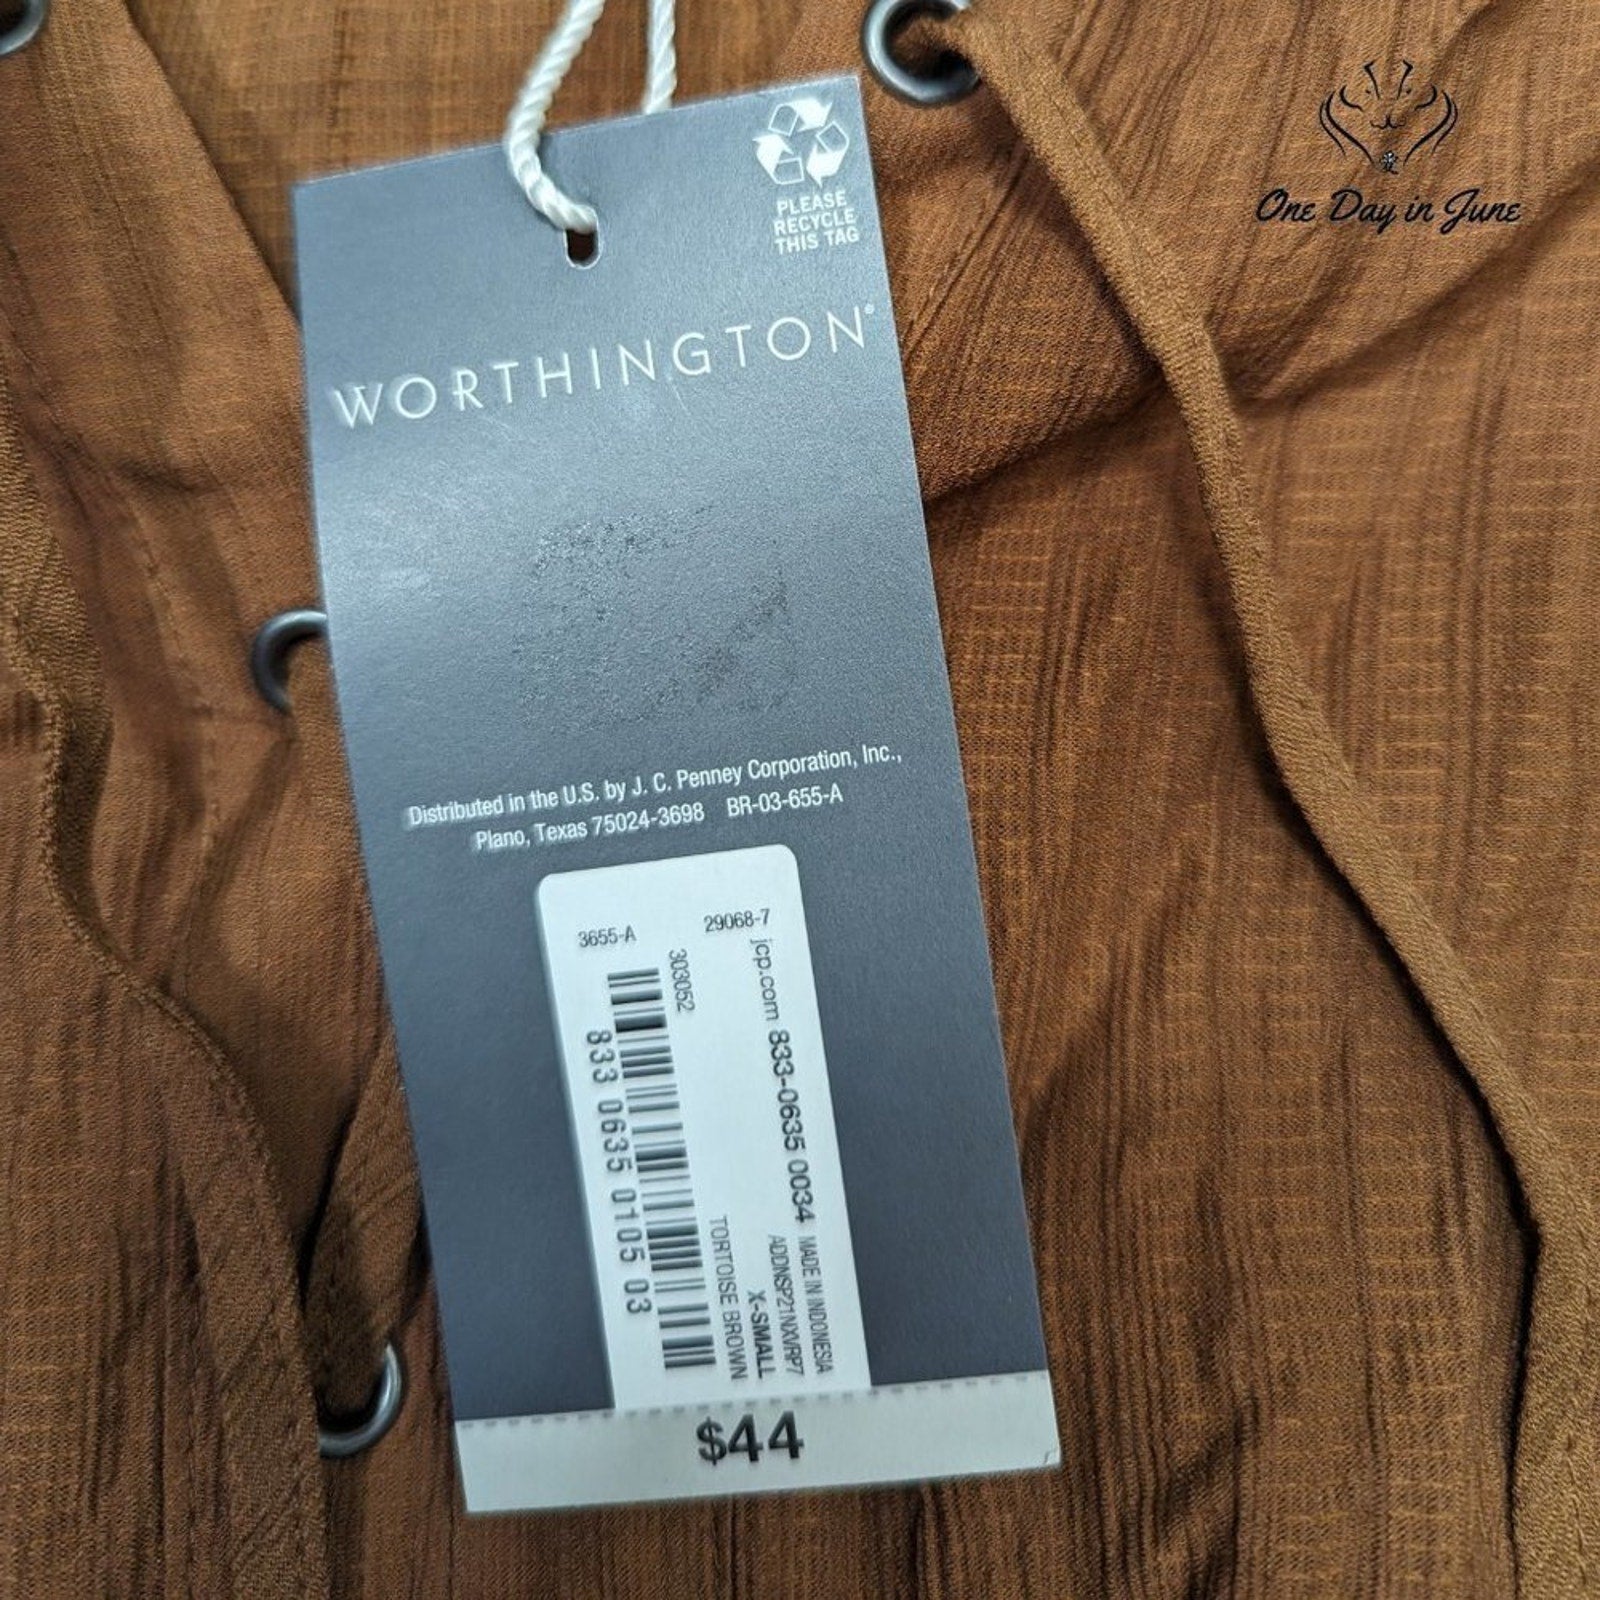 One Day in June
PLEASE
RECYCLE
THIS TAG
WORTHINGTON®
Distributed in the U.S. by J. C. Penney Corporation, Inc.,
Plano, Texas 75024-3698 BR-03-655-A
3655-A 29068-7
303052
jcp.com 833-0635 0034
833 0635 0105 03
MADE IN INDONESIA
ADDNSP21NXVRP7
X-SMALL
TORTOISE BROWN
$44